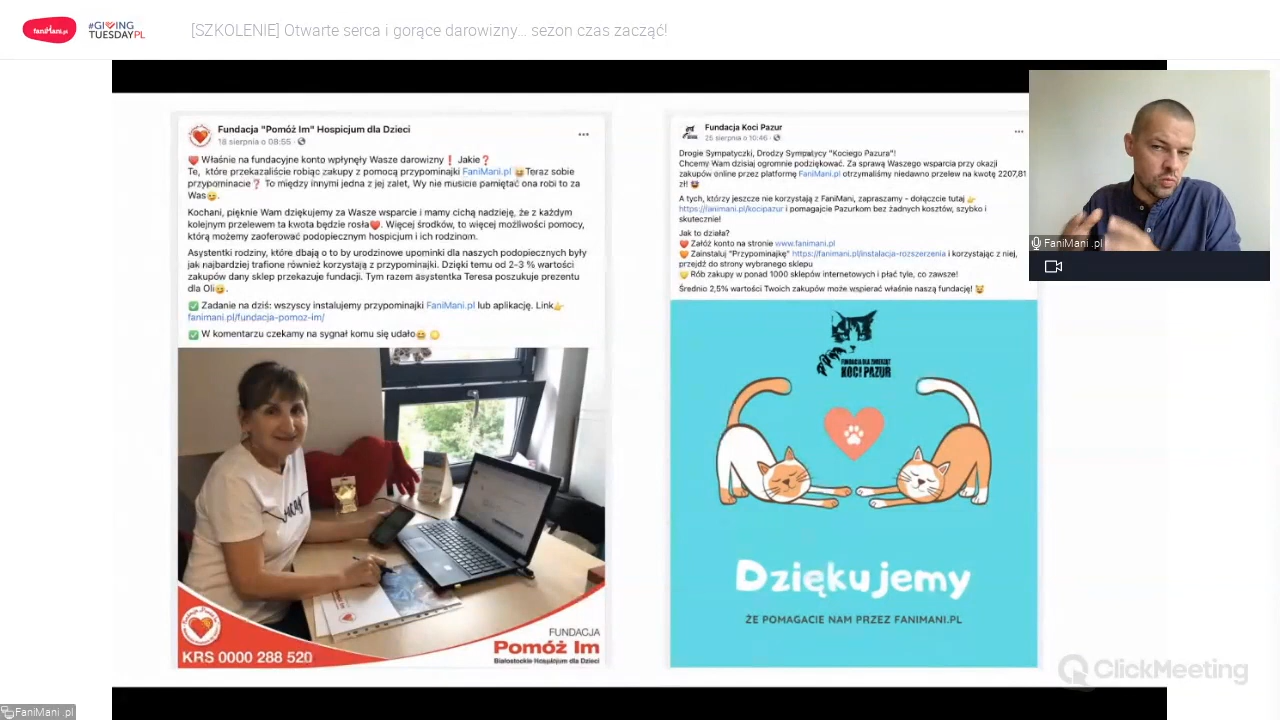 faniMani.pl
#GIVING
TUESDAYPL
[SZKOLENIE] Otwarte serca i gorące darowizny... sezon czas zacząć!
Fundacja "Pomóż Im" Hospicjum dla Dzieci
18 sierpnia o 08:55 ·
Właśnie na fundacyjne konto wpłynęły Wasze darowizny❗ Jakie❓
Te, które przekazaliście robiąc zakupy z pomocą przypominajki FaniMani.pl Teraz sobie
przypominacie❓ To między innymi jedna z jej zalet, Wy nie musicie pamiętać ona robi to za
Was
Kochani, pięknie Wam dziękujemy za Wasze wsparcie i mamy cichą nadzieję, że z każdym
kolejnym przelewem ta kwota będzie rosła. Więcej środków, to więcej możliwości pomocy,
którą możemy zaoferować podopiecznym hospicjum i ich rodzinom.
Asystentki rodziny, które dbają o to by urodzinowe upominki dla naszych podopiecznych były
jak najbardziej trafione również korzystają z przypominajki. Dzięki temu od 2-3 % wartości
zakupów dany sklep przekazuje fundacji. Tym razem asystentka Teresa poszukuje prezentu
dla Oli.
Zadanie na dziś: wszyscy instalujemy przypominajki FaniMani.pl lub aplikację. Link
fanimani.pl/fundacja-pomoz-im/
W komentarzu czekamy na sygnał komu się udało
KRS 0000 288 520
FUNDACJA
Pomóż Im
Białostockie Hospicjum dla Dzieci
Fundacja Koci Pazur
25 sierpnia o 10:46 ·
Drogie Sympatyczki, Drodzy Sympatycy "Kociego Pazura"!
Chcemy Wam dzisiaj ogromnie podziękować. Za sprawą Waszego wsparcia przy okazji
zakupów online przez platformę FaniMani.pl otrzymaliśmy niedawno przelew na kwotę 2207,81
zł!
A tych, którzy jeszcze nie korzystają z FaniMani, zapraszamy - dołączcie tutaj
https://fanimani.pl/kocipazur i pomagajcie Pazurkom bez żadnych kosztów, szybko i
skutecznie!
Jak to działa?
Załóż konto na stronie www.fanimani.pl
Zainstaluj "Przypominajkę" https://fanimani.pl/instalacja-rozszerzenia i korzystając z niej,
przejdź do strony wybranego sklepu
Rób zakupy w ponad 1000 sklepów internetowych i płać tyle, co zawsze!
Średnio 2,5% wartości Twoich zakupów może wspierać właśnie naszą fundację!
FUNDACJA DLA ZWIERZĄT
KOCI PAZUR
Dziękujemy
ŻE POMAGACIE NAM PRZEZ FANIMANI.PL
FaniMani .pl
ClickMeeting
FaniMani .pl